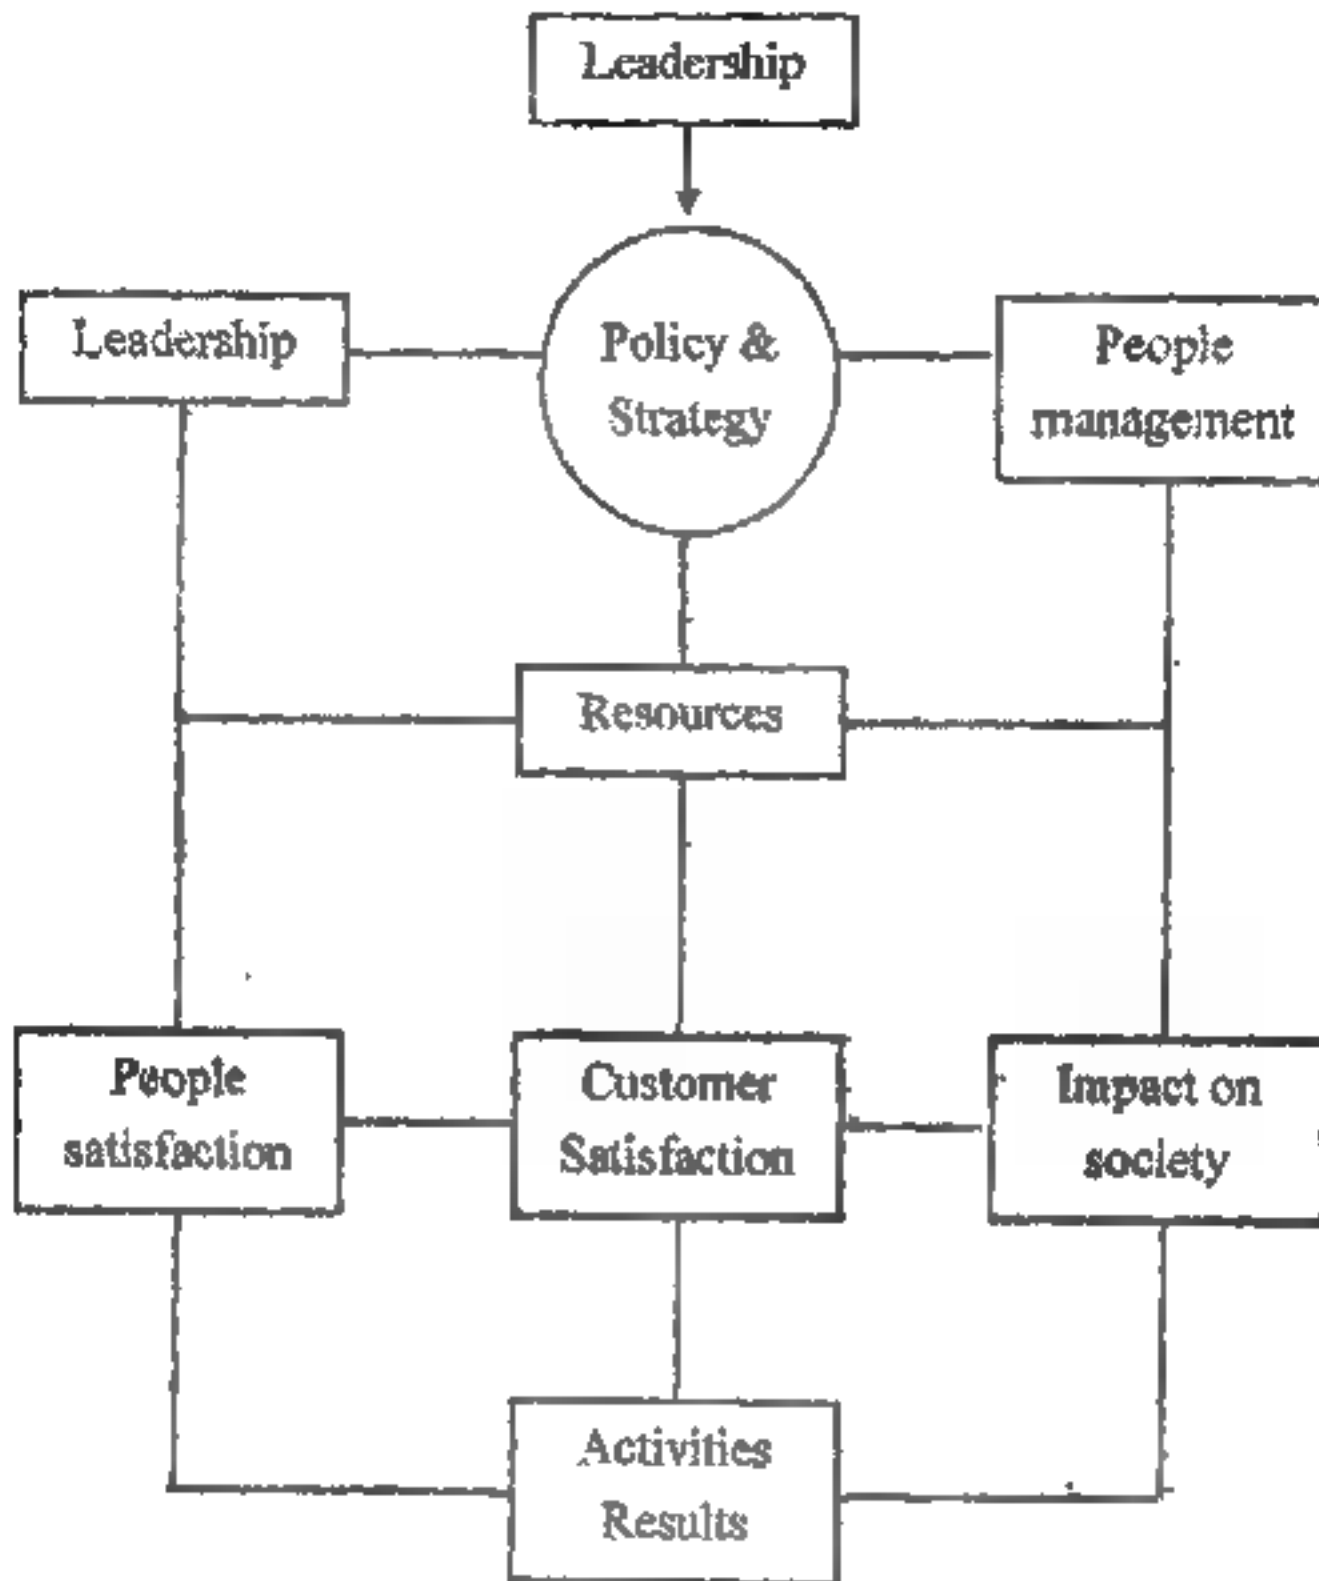 Leadership
Leadership
Policy &
Strategy
People
management
Resources
People
satisfaction
Customer
Satisfaction
Impact on
society
Activities
Results